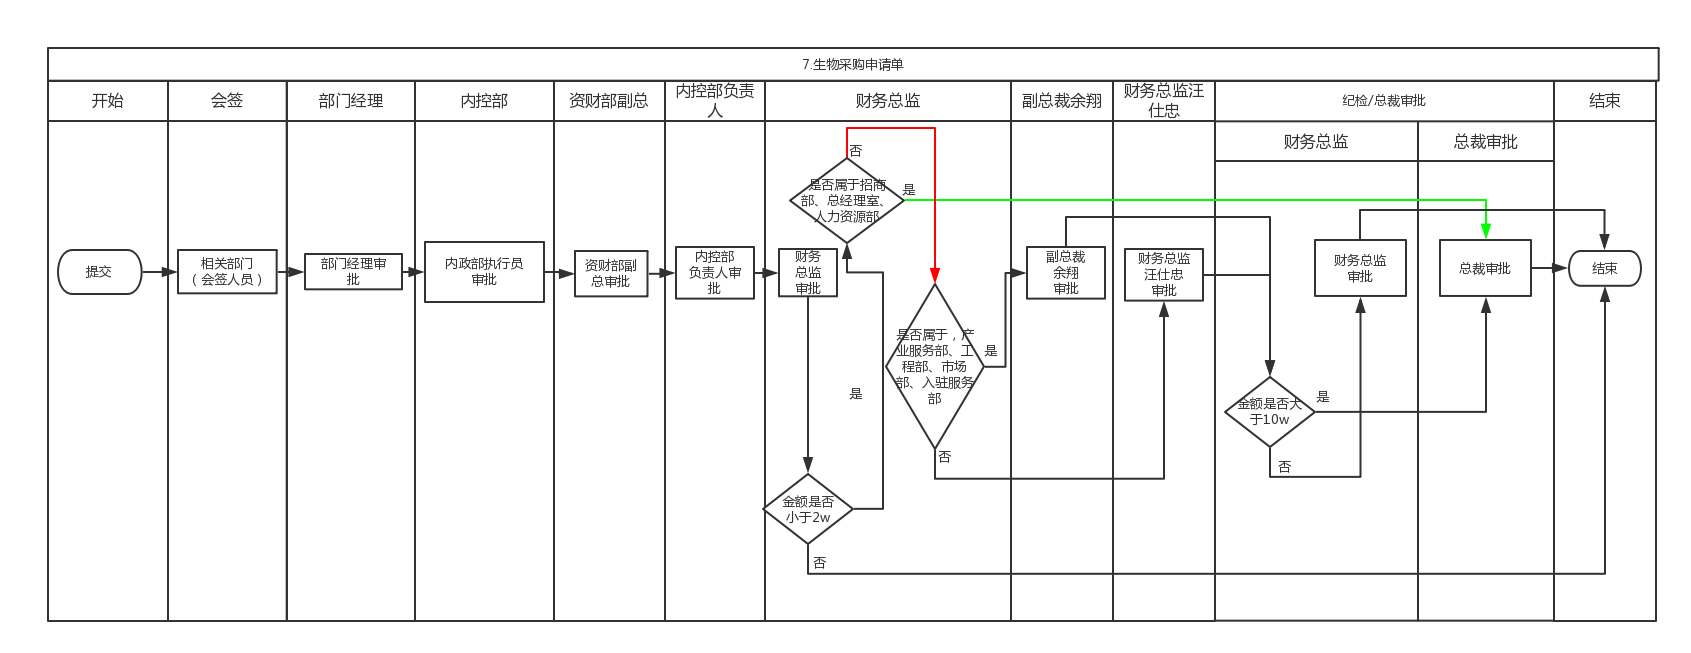 7.生物采购申请单
开始
会签
部门经理
内控部
资财部副总
内控部负责
人
财务总监
副总裁余翔
财务总监汪
仕忠
纪检/总裁审批
结束
财务总监
总裁审批
否
是否属于招商
部、总经理室、
人力资源部
是
提交
相关部门
（会签人员）
部门经理审
批
内政部执行员
审批
资财部副
总审批
内控部
负责人审
批
财务
总监
审批
副总裁
余翔
审批
财务总监
汪仕忠
审批
财务总监
审批
总裁审批
结束
是否属于，产
业服务部、工
程部、市场
部、入驻服务
部
是
是
否
金额是否大
于10w
是
否
金额是否
小于2w
否